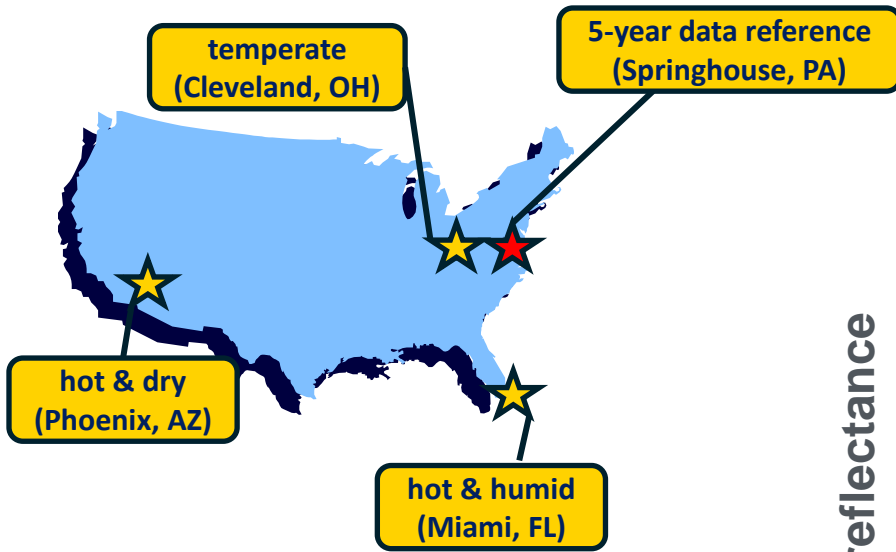 temperate
(Cleveland, OH)
5-year data reference
(Springhouse, PA)
hot & dry
(Phoenix, AZ)
hot & humid
(Miami, FL)
reflectance